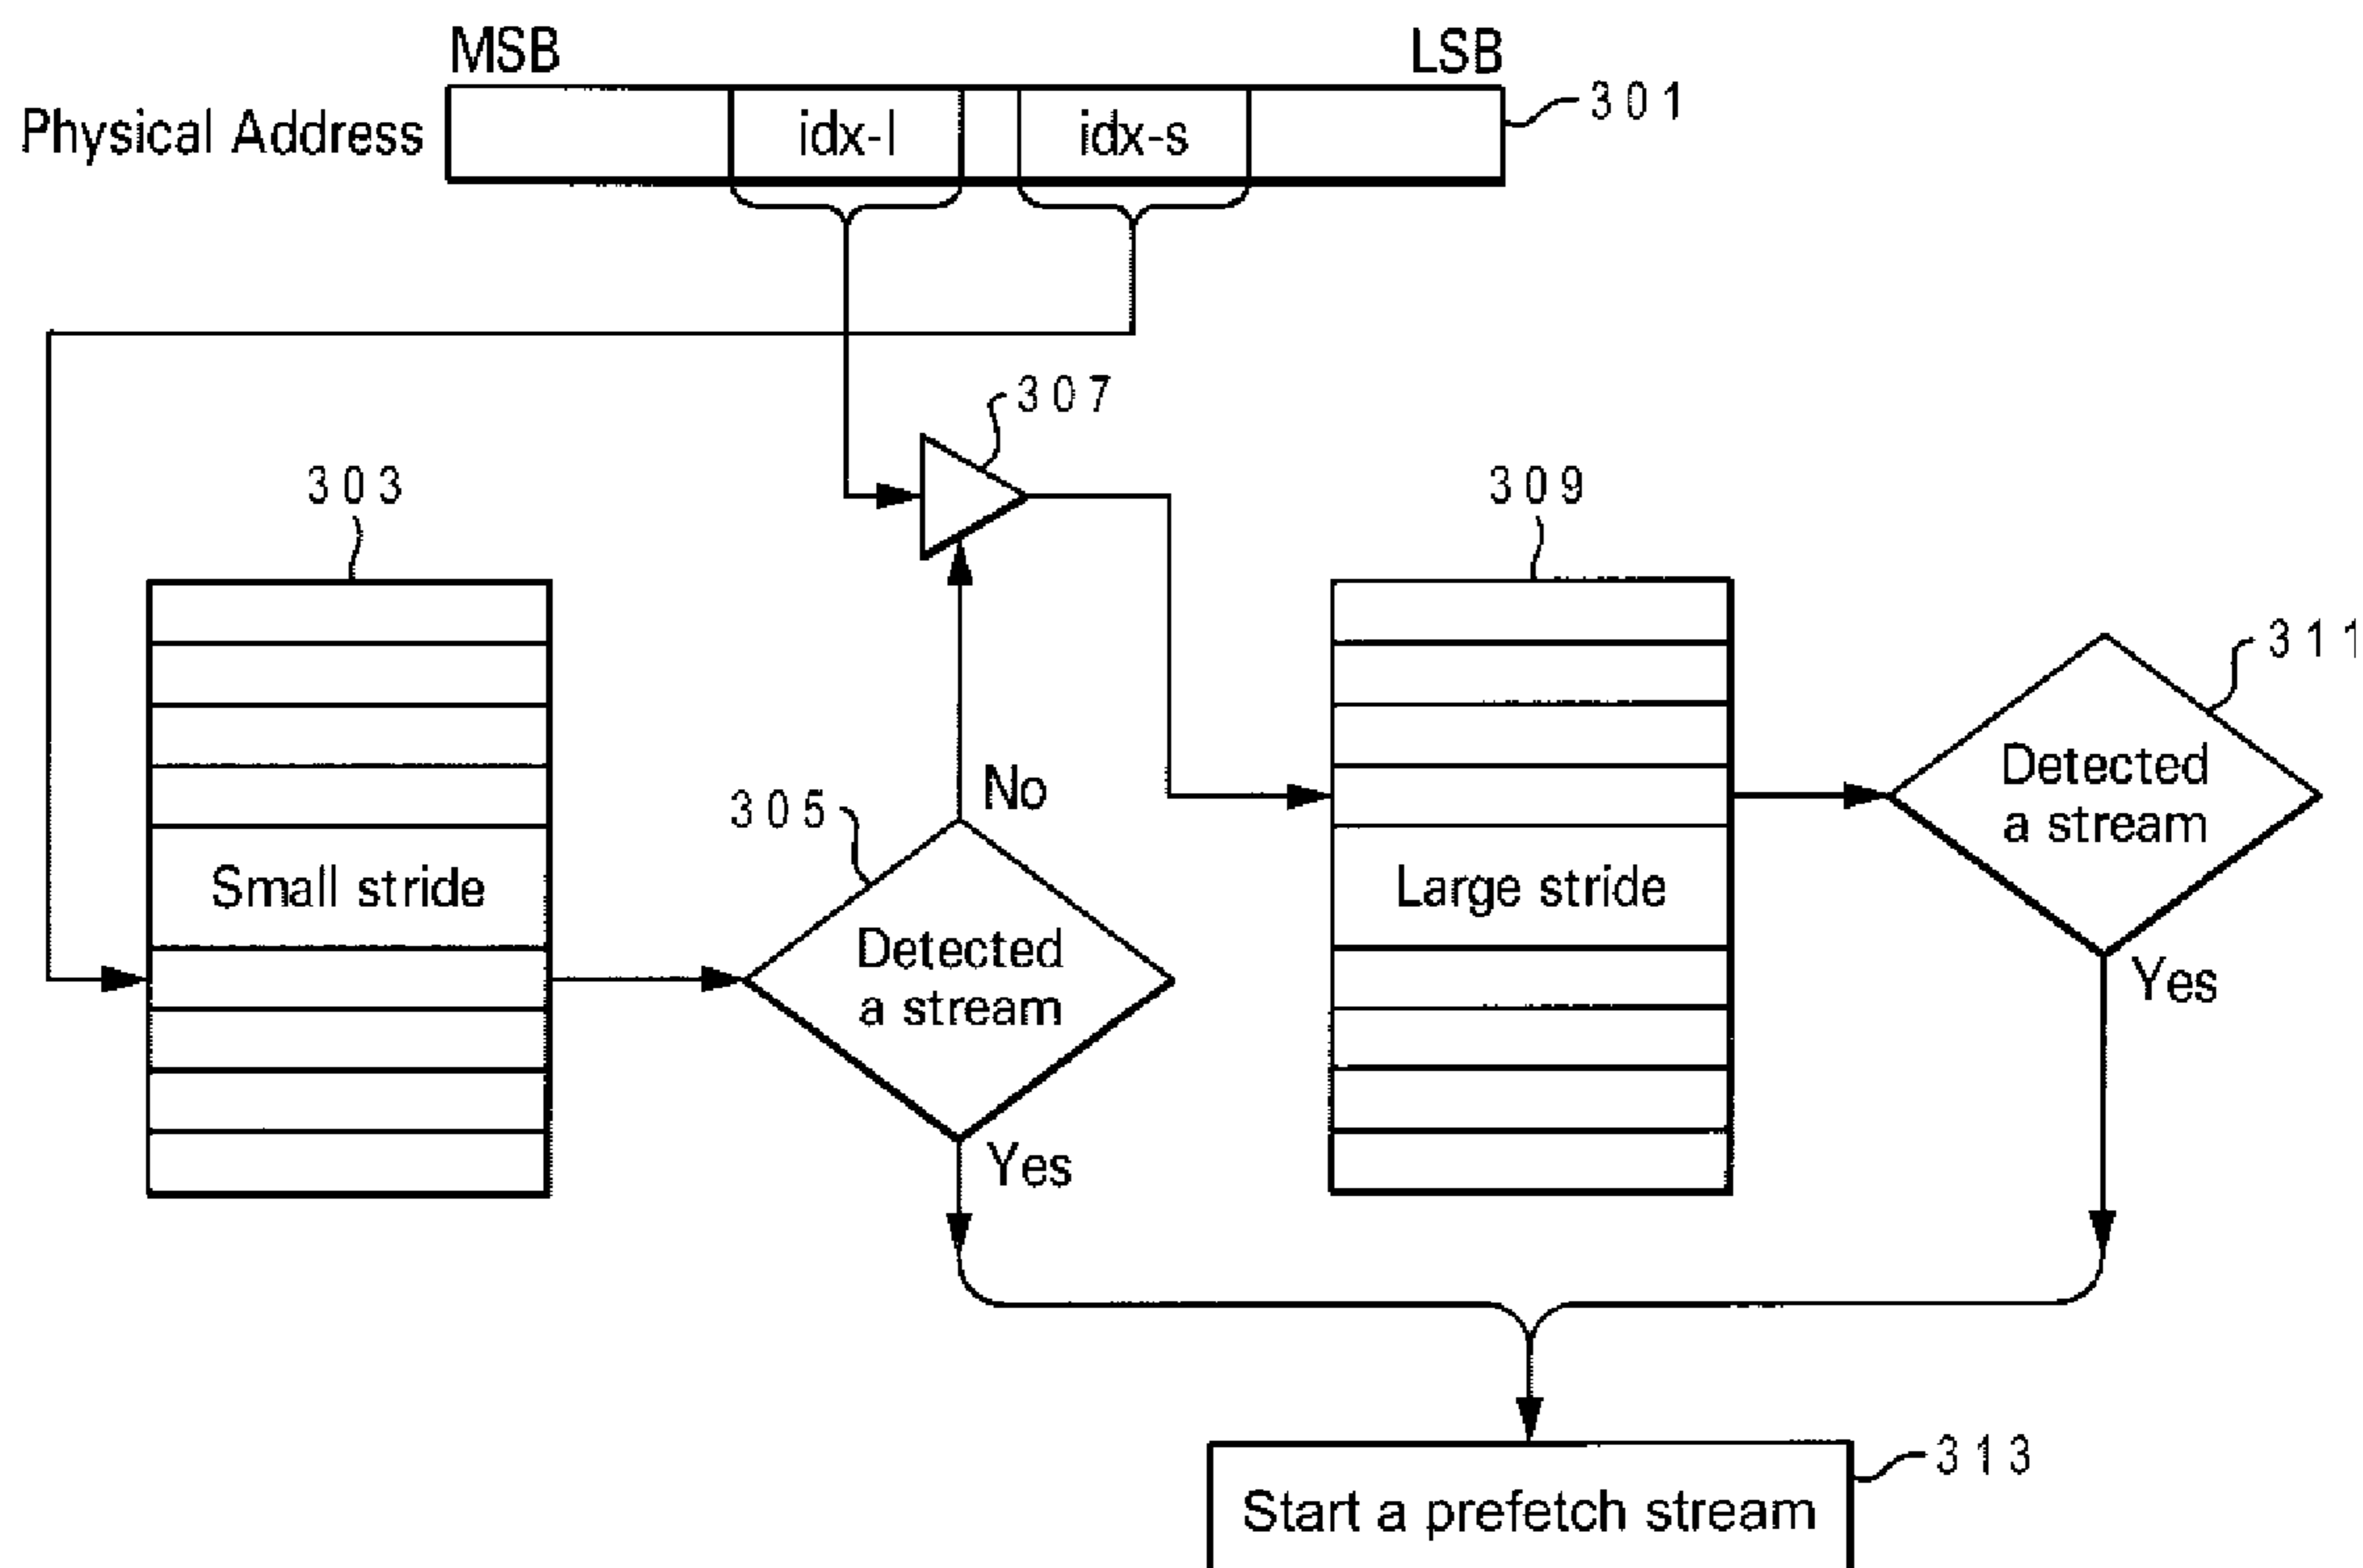 MSB LSB
Physical Address idx-l idx-s 301
307
303 309
311
305 No
Detected
a stream
Small stride Large stride
Detected
a stream
Yes
Yes
313
Start a prefetch stream